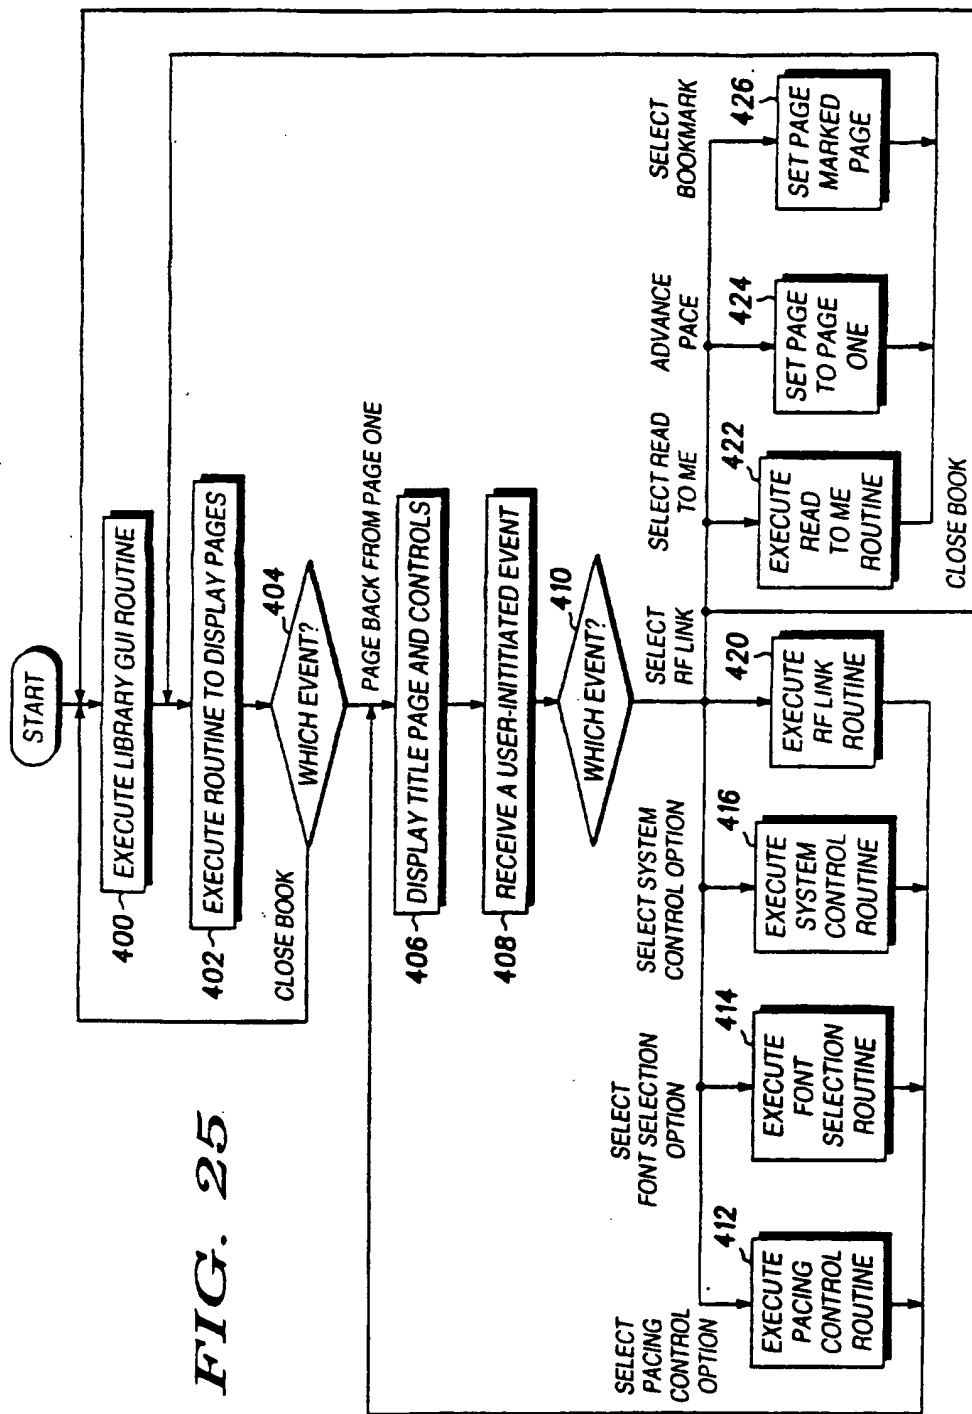 FIG. 25
START
400
EXECUTE LIBRARY GUI ROUTINE
402
EXECUTE ROUTINE TO DISPLAY PAGES
404
WHICH EVENT?
CLOSE BOOK
PAGE BACK FROM PAGE ONE
406
DISPLAY TITLE PAGE AND CONTROLS
408
RECEIVE A USER-INITITIATED EVENT
410
WHICH EVENT?
SELECT
PACING
CONTROL
OPTION
412
EXECUTE
PACING
CONTROL
ROUTINE
SELECT
FONT SELECTION
OPTION
414
EXECUTE
FONT
SELECTION
ROUTINE
SELECT SYSTEM
CONTROL OPTION
416
EXECUTE
SYSTEM
CONTROL
ROUTINE
SELECT
RF LINK
420
EXECUTE
RF LINK
ROUTINE
SELECT READ
TO ME
422
EXECUTE
READ
TO ME
ROUTINE
ADVANCE
PACE
424
SET PAGE
TO PAGE
ONE
SELECT
BOOKMARK
426
SET PAGE
MARKED
PAGE
CLOSE BOOK